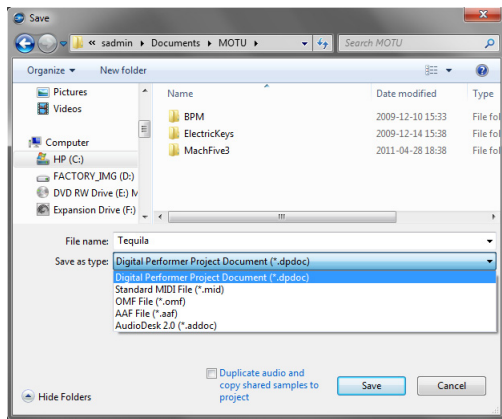 Save
« sadmin ▸ Documents ▸ MOTU ▸ Search MOTU
Organize ▾ New folder
Pictures
Videos
Computer
HP (C:)
FACTORY_IMG (D:)
DVD RW Drive (E:) M
Expansion Drive (F:)
Name Date modified Type
BPM 2009-12-10 15:33 File fol
ElectricKeys 2009-12-14 15:38 File fol
MachFive3 2011-04-28 18:38 File fol
File name: Tequila
Save as type: Digital Performer Project Document (*.dpdoc)
Digital Performer Project Document (*.dpdoc)
Standard MIDI File (*.mid)
OMF File (*.omf)
AAF File (*.aaf)
AudioDesk 2.0 (*.addoc)
Duplicate audio and
copy shared samples to
project
Save Cancel
Hide Folders